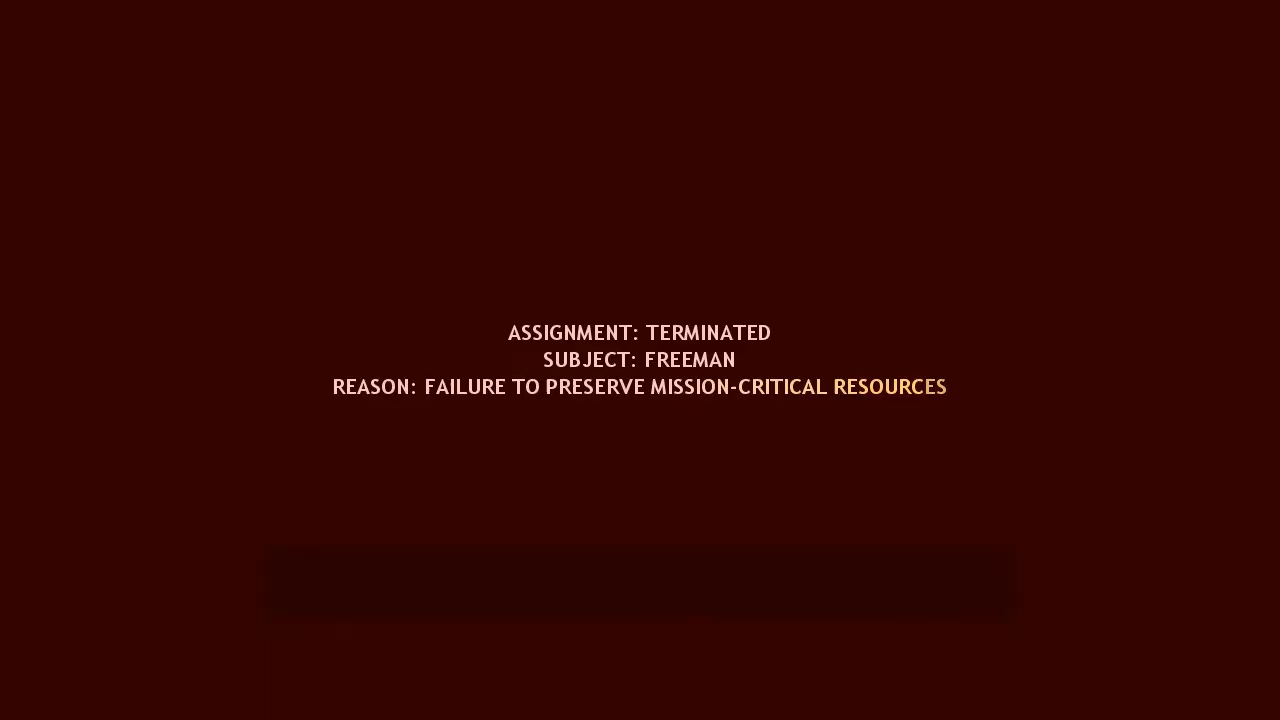 ASSIGNMENT: TERMINATED
SUBJECT: FREEMAN
REASON: FAILURE TO PRESERVE MISSION-CRITICAL RESOURCES